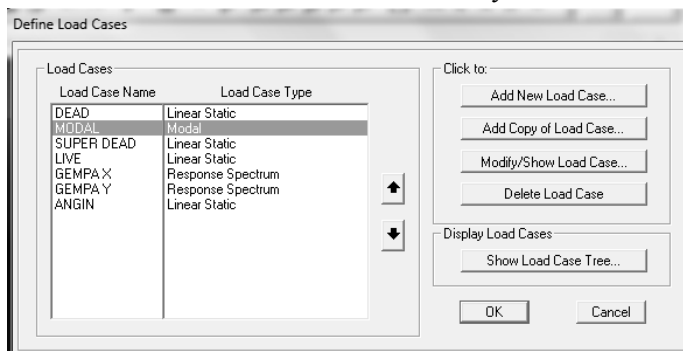 Define Load Cases
Load Cases
Load Case Name Load Case Type
DEAD Linear Static
MODAL Modal
SUPER DEAD Linear Static
LIVE Linear Static
GEMPA X Response Spectrum
GEMPA Y Response Spectrum
ANGIN Linear Static
Click to:
Add New Load Case...
Add Copy of Load Case...
Modify/Show Load Case...
Delete Load Case
Display Load Cases
Show Load Case Tree...
OK Cancel